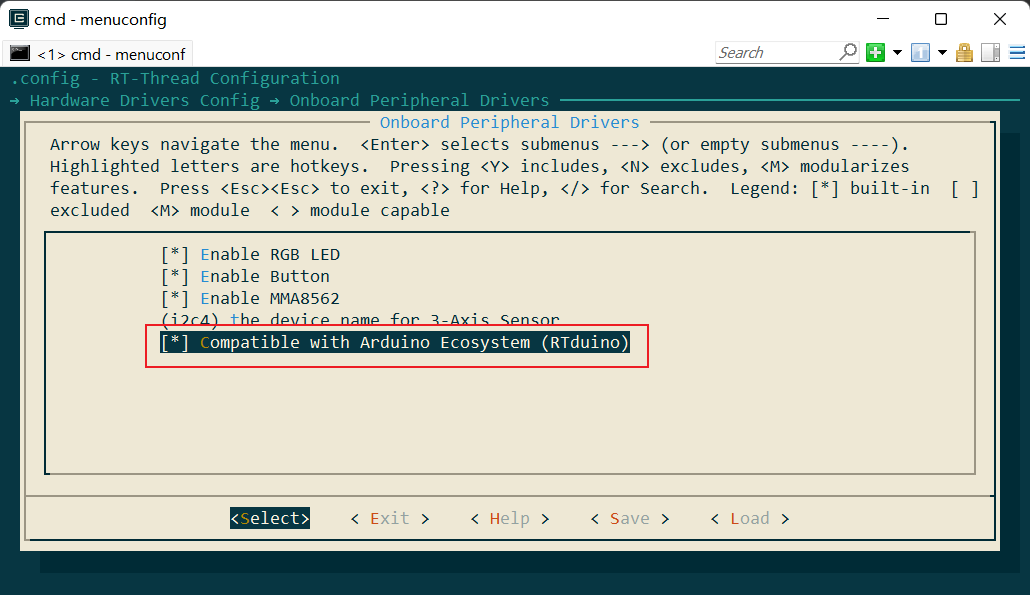 cmd - menuconfig
<1> cmd - menuconf
Search
1
.config - RT-Thread Configuration
→ Hardware Drivers Config → Onboard Peripheral Drivers
Onboard Peripheral Drivers
Arrow keys navigate the menu.  <Enter> selects submenus ---> (or empty submenus ----).
Highlighted letters are hotkeys.  Pressing <Y> includes, <N> excludes, <M> modularizes
features.  Press <Esc><Esc> to exit, <?> for Help, </> for Search.  Legend: [*] built-in  [ ]
excluded  <M> module  < > module capable
[*] Enable RGB LED
[*] Enable Button
[*] Enable MMA8562
(i2c4) the device name for 3-Axis Sensor
[*] Compatible with Arduino Ecosystem (RTduino)
<Select>    < Exit >    < Help >    < Save >    < Load >